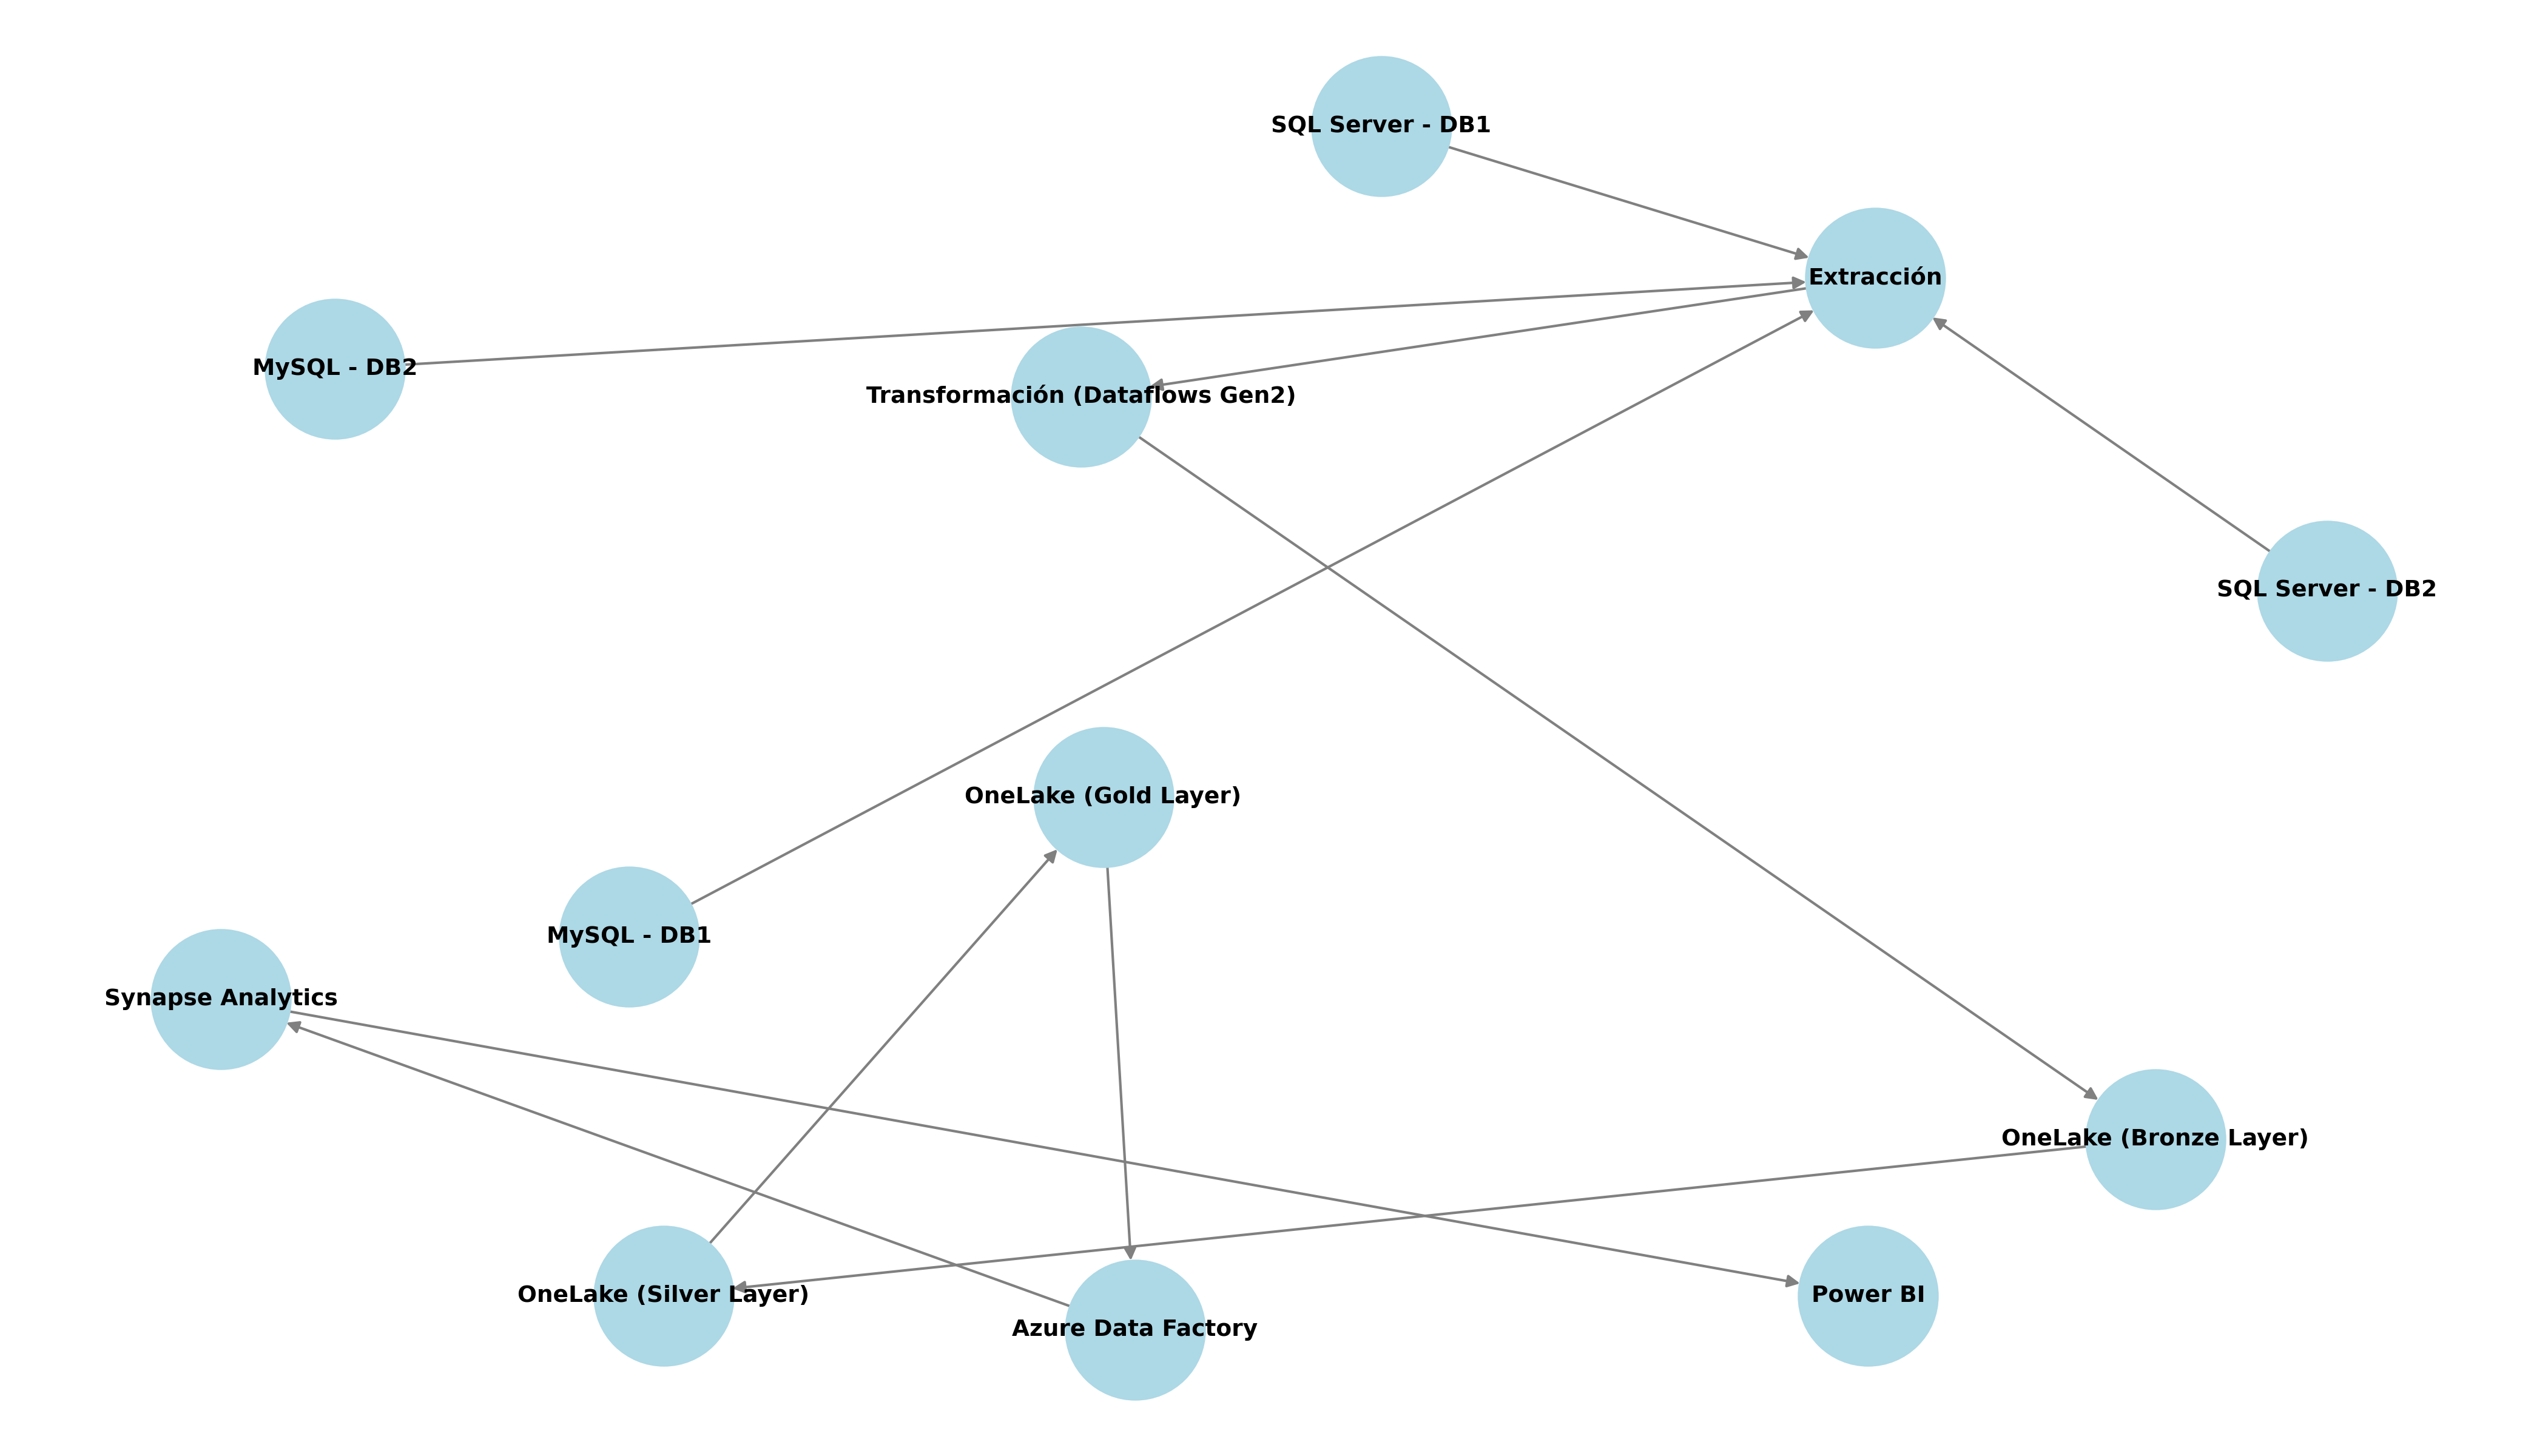 SQL Server - DB1
Extracción
MySQL - DB2
Transformación (Dataflows Gen2)
SQL Server - DB2
OneLake (Gold Layer)
MySQL - DB1
Synapse Analytics
OneLake (Bronze Layer)
OneLake (Silver Layer)
Power BI
Azure Data Factory